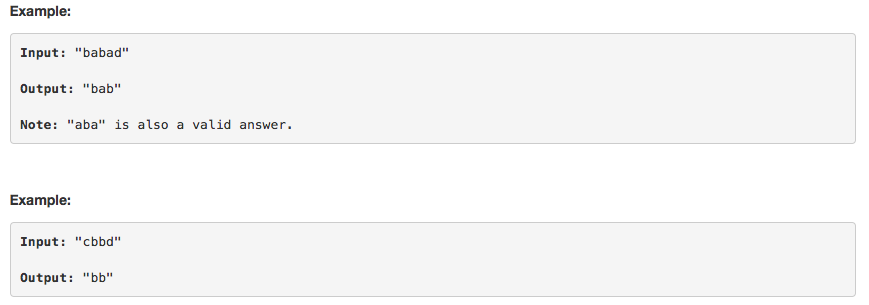 Example:
Input: "babad"
Output: "bab"
Note: "aba" is also a valid answer.
Example:
Input: "cbbd"
Output: "bb"